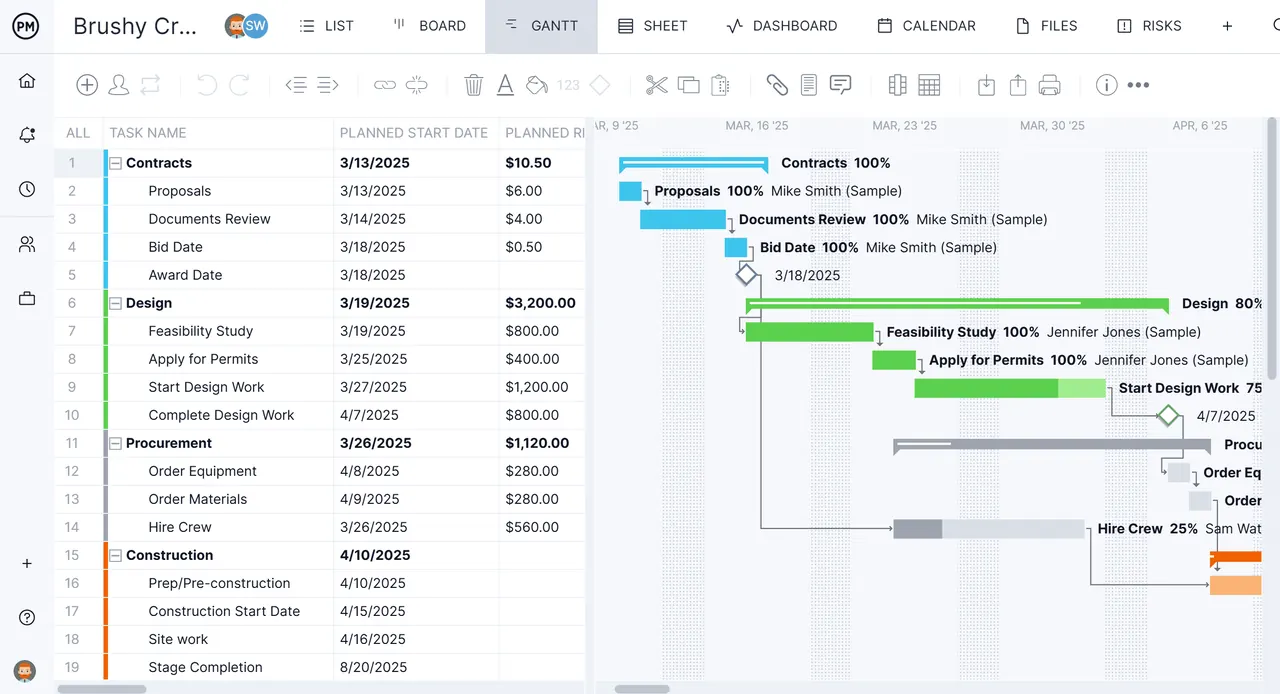 PM Brushy Cr... SW LIST BOARD GANTT SHEET DASHBOARD CALENDAR FILES RISKS +
123
ALL TASK NAME PLANNED START DATE PLANNED RE
AR, 9 '25 MAR, 16 '25 MAR, 23 '25 MAR, 30 '25 APR, 6 '25
1 Contracts 3/13/2025 $10.50 Contracts 100%
2 Proposals 3/13/2025 $6.00 Proposals 100% Mike Smith (Sample)
3 Documents Review 3/14/2025 $4.00 Documents Review 100% Mike Smith (Sample)
4 Bid Date 3/18/2025 $0.50 Bid Date 100% Mike Smith (Sample)
5 Award Date 3/18/2025 3/18/2025
6 Design 3/19/2025 $3,200.00 Design 80%
7 Feasibility Study 3/19/2025 $800.00 Feasibility Study 100% Jennifer Jones (Sample)
8 Apply for Permits 3/25/2025 $400.00 Apply for Permits 100% Jennifer Jones (Sample)
9 Start Design Work 3/27/2025 $1,200.00 Start Design Work 75
10 Complete Design Work 4/7/2025 $800.00 4/7/2025
11 Procurement 3/26/2025 $1,120.00 Procu
12 Order Equipment 4/8/2025 $280.00 Order Eq
13 Order Materials 4/9/2025 $280.00 Order
14 Hire Crew 3/26/2025 $560.00 Hire Crew 25% Sam Wat
15 Construction 4/10/2025
16 Prep/Pre-construction 4/10/2025
17 Construction Start Date 4/15/2025
18 Site work 4/16/2025
19 Stage Completion 8/20/2025